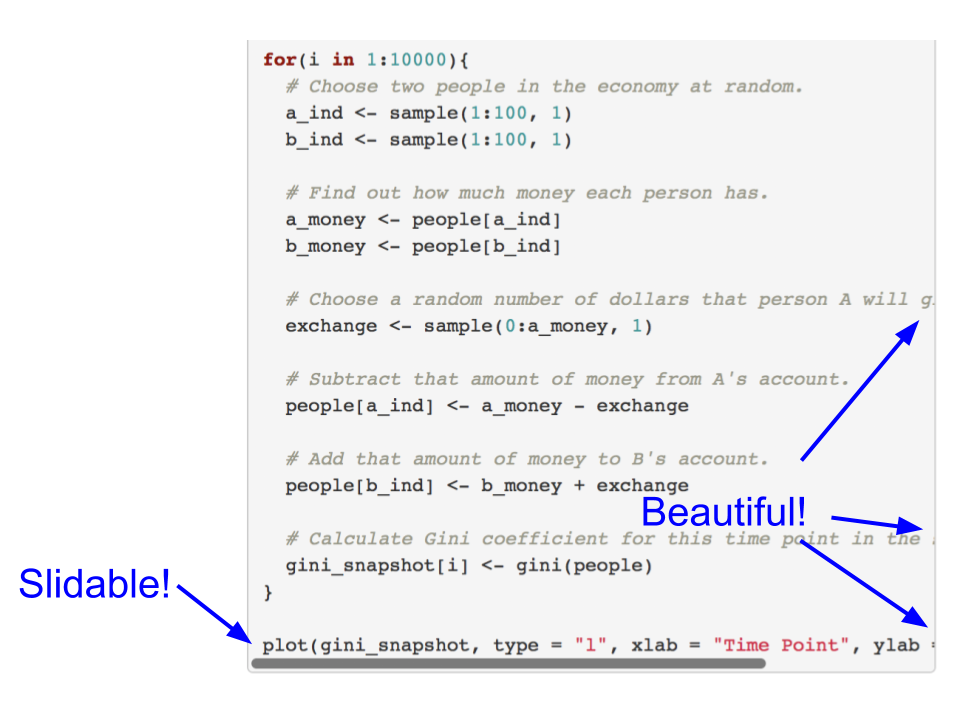 for(i in 1:10000){
# Choose two people in the economy at random.
a_ind <- sample(1:100, 1)
b_ind <- sample(1:100, 1)
# Find out how much money each person has.
a_money <- people[a_ind]
b_money <- people[b_ind]
# Choose a random number of dollars that person A will g
exchange <- sample(0:a_money, 1)
# Subtract that amount of money from A's account.
people[a_ind] <- a_money - exchange
# Add that amount of money to B's account.
people[b_ind] <- b_money + exchange
Beautiful!
# Calculate Gini coefficient for this time point in the
gini_snapshot[i] <- gini(people)
Slidable!
}
plot(gini_snapshot, type = "l", xlab = "Time Point", ylab =